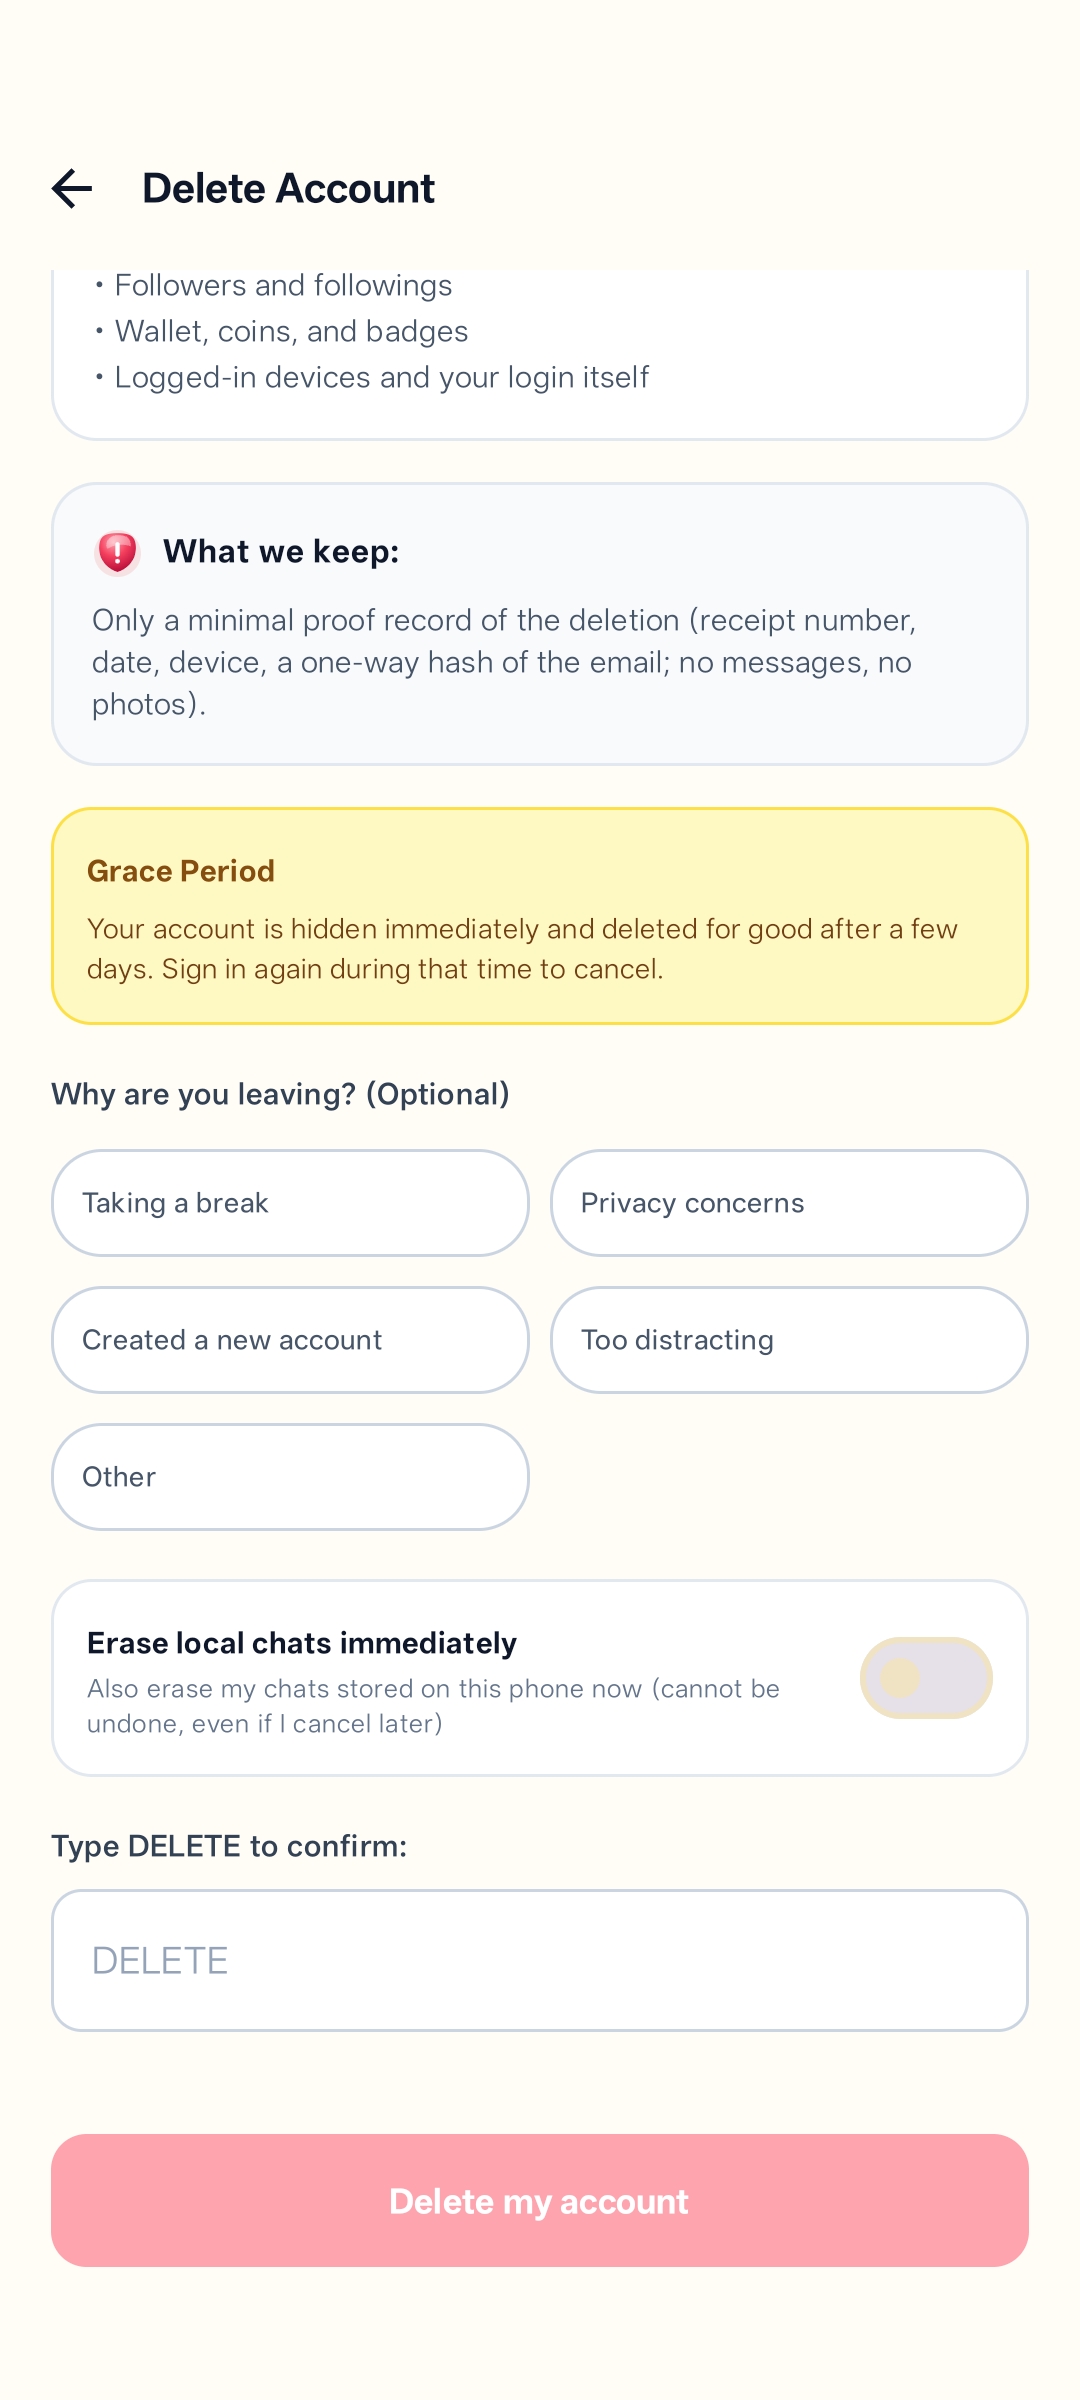 Delete Account
• Followers and followings
• Wallet, coins, and badges
• Logged-in devices and your login itself
What we keep:
Only a minimal proof record of the deletion (receipt number,
date, device, a one-way hash of the email; no messages, no
photos).
Grace Period
Your account is hidden immediately and deleted for good after a few
days. Sign in again during that time to cancel.
Why are you leaving? (Optional)
Taking a break
Privacy concerns
Created a new account
Too distracting
Other
Erase local chats immediately
Also erase my chats stored on this phone now (cannot be
undone, even if I cancel later)
Type DELETE to confirm:
DELETE
Delete my account